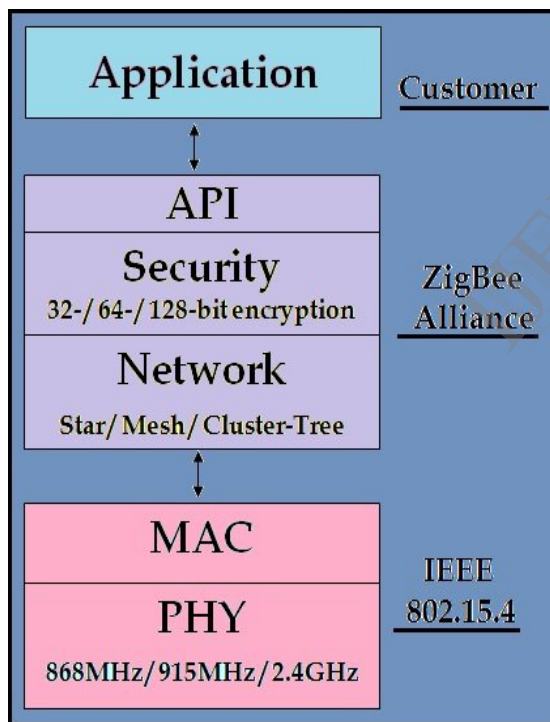 Application
Customer
API
Security
32-/ 64-/ 128-bit encryption
ZigBee
Alliance
Network
Star/ Mesh/ Cluster-Tree
MAC
IEEE
802.15.4
PHY
868MHz/ 915MHz/ 2.4GHz